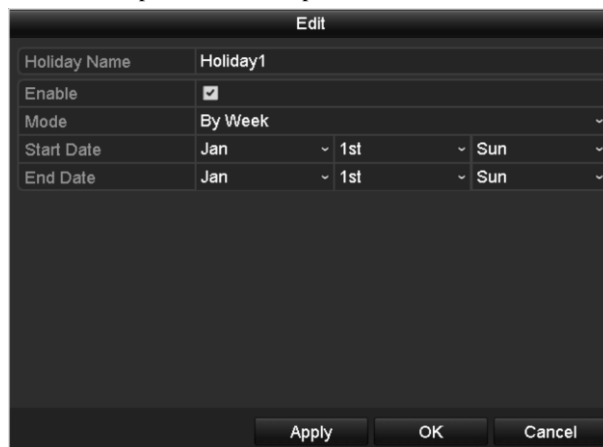 Edit
Holiday Name Holiday1
Enable
Mode By Week
Start Date Jan 1st Sun
End Date Jan 1st Sun
Apply OK Cancel